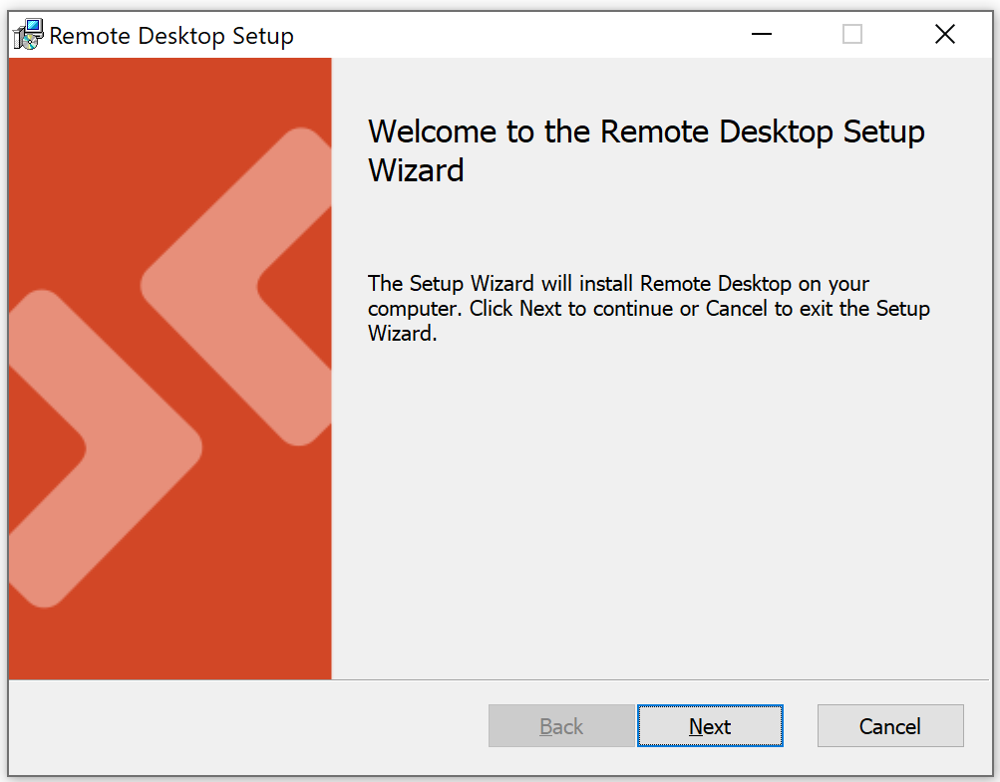 Remote Desktop Setup
Welcome to the Remote Desktop Setup
Wizard
The Setup Wizard will install Remote Desktop on your
computer. Click Next to continue or Cancel to exit the Setup
Wizard.
Back
Next
Cancel